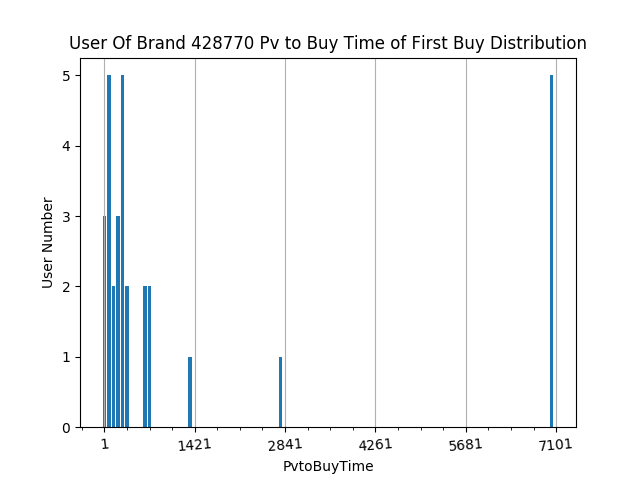 User Of Brand 428770 Pv to Buy Time of First Buy Distribution
5
4
3
2
1
0
User Number
1 1421 2841 4261 5681 7101
PvtoBuyTime